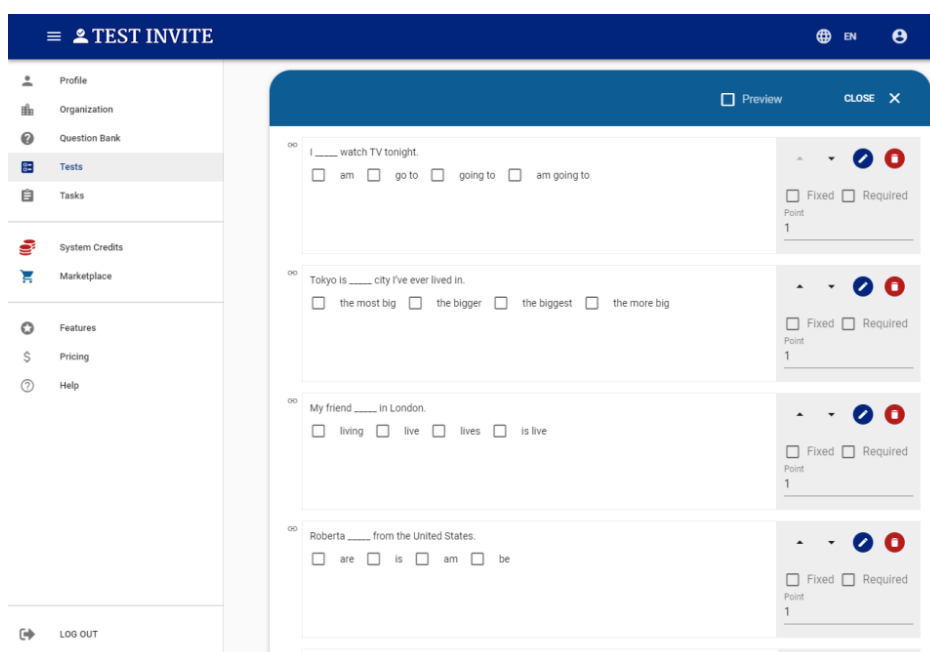 TEST INVITE
EN
Profile
Organization
Question Bank
Tests
Tasks
System Credits
Marketplace
Features
Pricing
Help
LOG OUT
Preview
CLOSE
I _____ watch TV tonight.
am go to going to am going to
Fixed Required
Point
1
Tokyo is _____ city I've ever lived in.
the most big the bigger the biggest the more big
Fixed Required
Point
1
My friend _____ in London.
living live lives is live
Fixed Required
Point
1
Roberta _____ from the United States.
are is am be
Fixed Required
Point
1